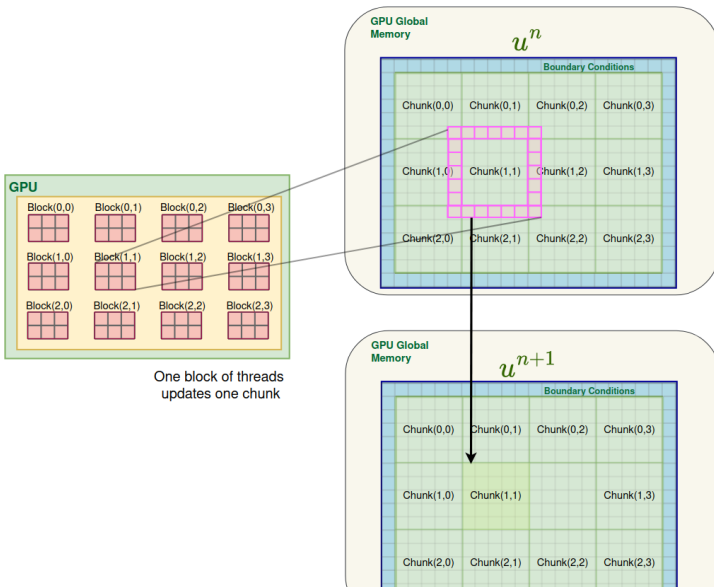 GPU Global
Memory
u^n
Boundary Conditions
Chunk(0,0) Chunk(0,1) Chunk(0,2) Chunk(0,3)
Chunk(1,0) Chunk(1,1) Chunk(1,2) Chunk(1,3)
Chunk(2,0) Chunk(2,1) Chunk(2,2) Chunk(2,3)
GPU
Block(0,0) Block(0,1) Block(0,2) Block(0,3)
Block(1,0) Block(1,1) Block(1,2) Block(1,3)
Block(2,0) Block(2,1) Block(2,2) Block(2,3)
One block of threads
updates one chunk
GPU Global
Memory
u^{n+1}
Boundary Conditions
Chunk(0,0) Chunk(0,1) Chunk(0,2) Chunk(0,3)
Chunk(1,0) Chunk(1,1) Chunk(1,3)
Chunk(2,0) Chunk(2,1) Chunk(2,2) Chunk(2,3)